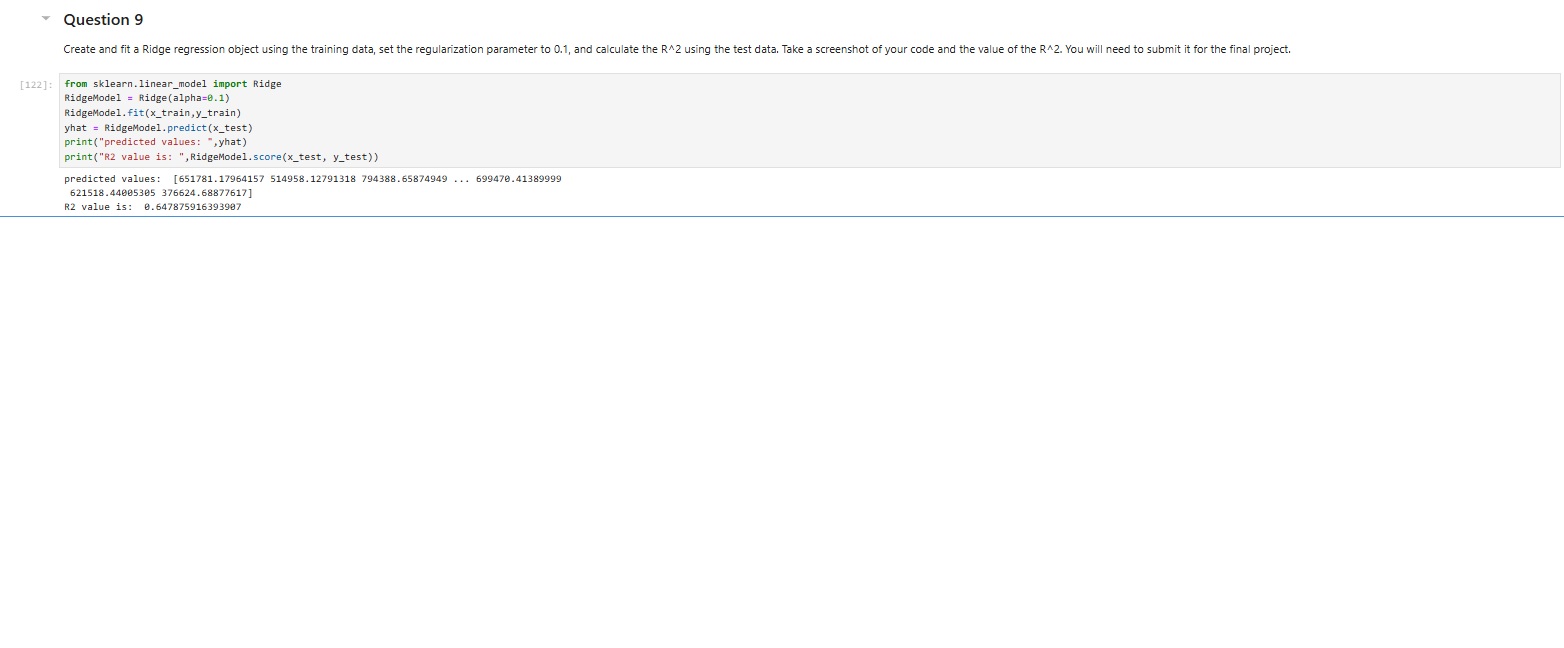 Question 9
Create and fit a Ridge regression object using the training data, set the regularization parameter to 0.1, and calculate the R^2 using the test data. Take a screenshot of your code and the value of the R^2. You will need to submit it for the final project.
[122]: from sklearn.linear_model import Ridge
RidgeModel = Ridge(alpha=0.1)
RidgeModel.fit(x_train,y_train)
yhat = RidgeModel.predict(x_test)
print("predicted values: ",yhat)
print("R2 value is: ",RidgeModel.score(x_test, y_test))
predicted values:  [651781.17964157 514958.12791318 794388.65874949 ... 699470.41389999
 621518.44005305 376624.68877617]
R2 value is:  0.647875916393907